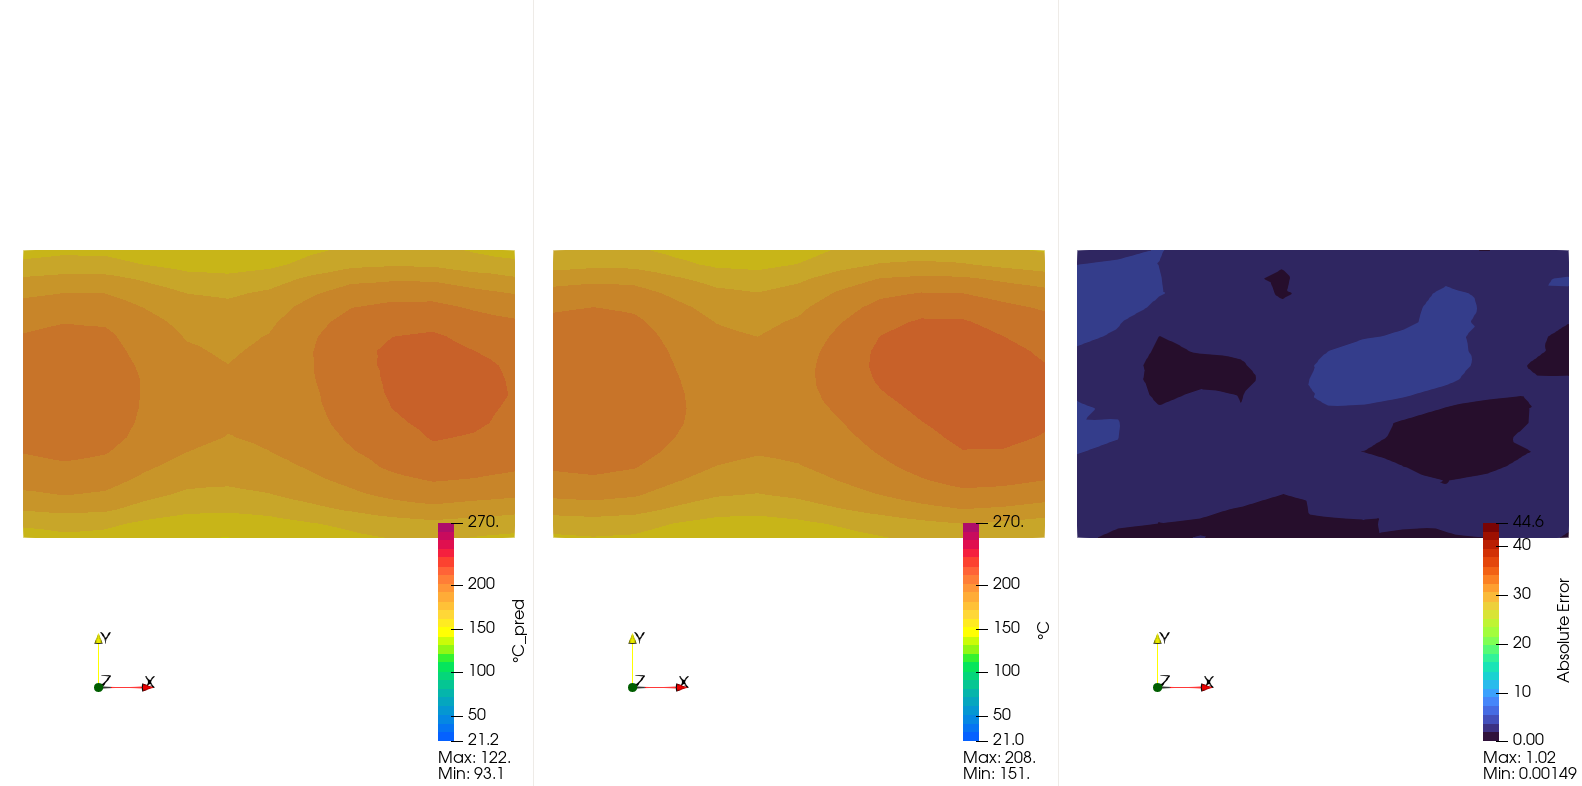 270.
200
150
100
50
21.2
°C_pred
Max: 122.
Min: 93.1
Y
Z
X
270.
200
150
100
50
21.0
°C
Max: 208.
Min: 151.
Y
Z
X
44.6
40
30
20
10
0.00
Absolute Error
Max: 1.02
Min: 0.00149
Y
Z
X